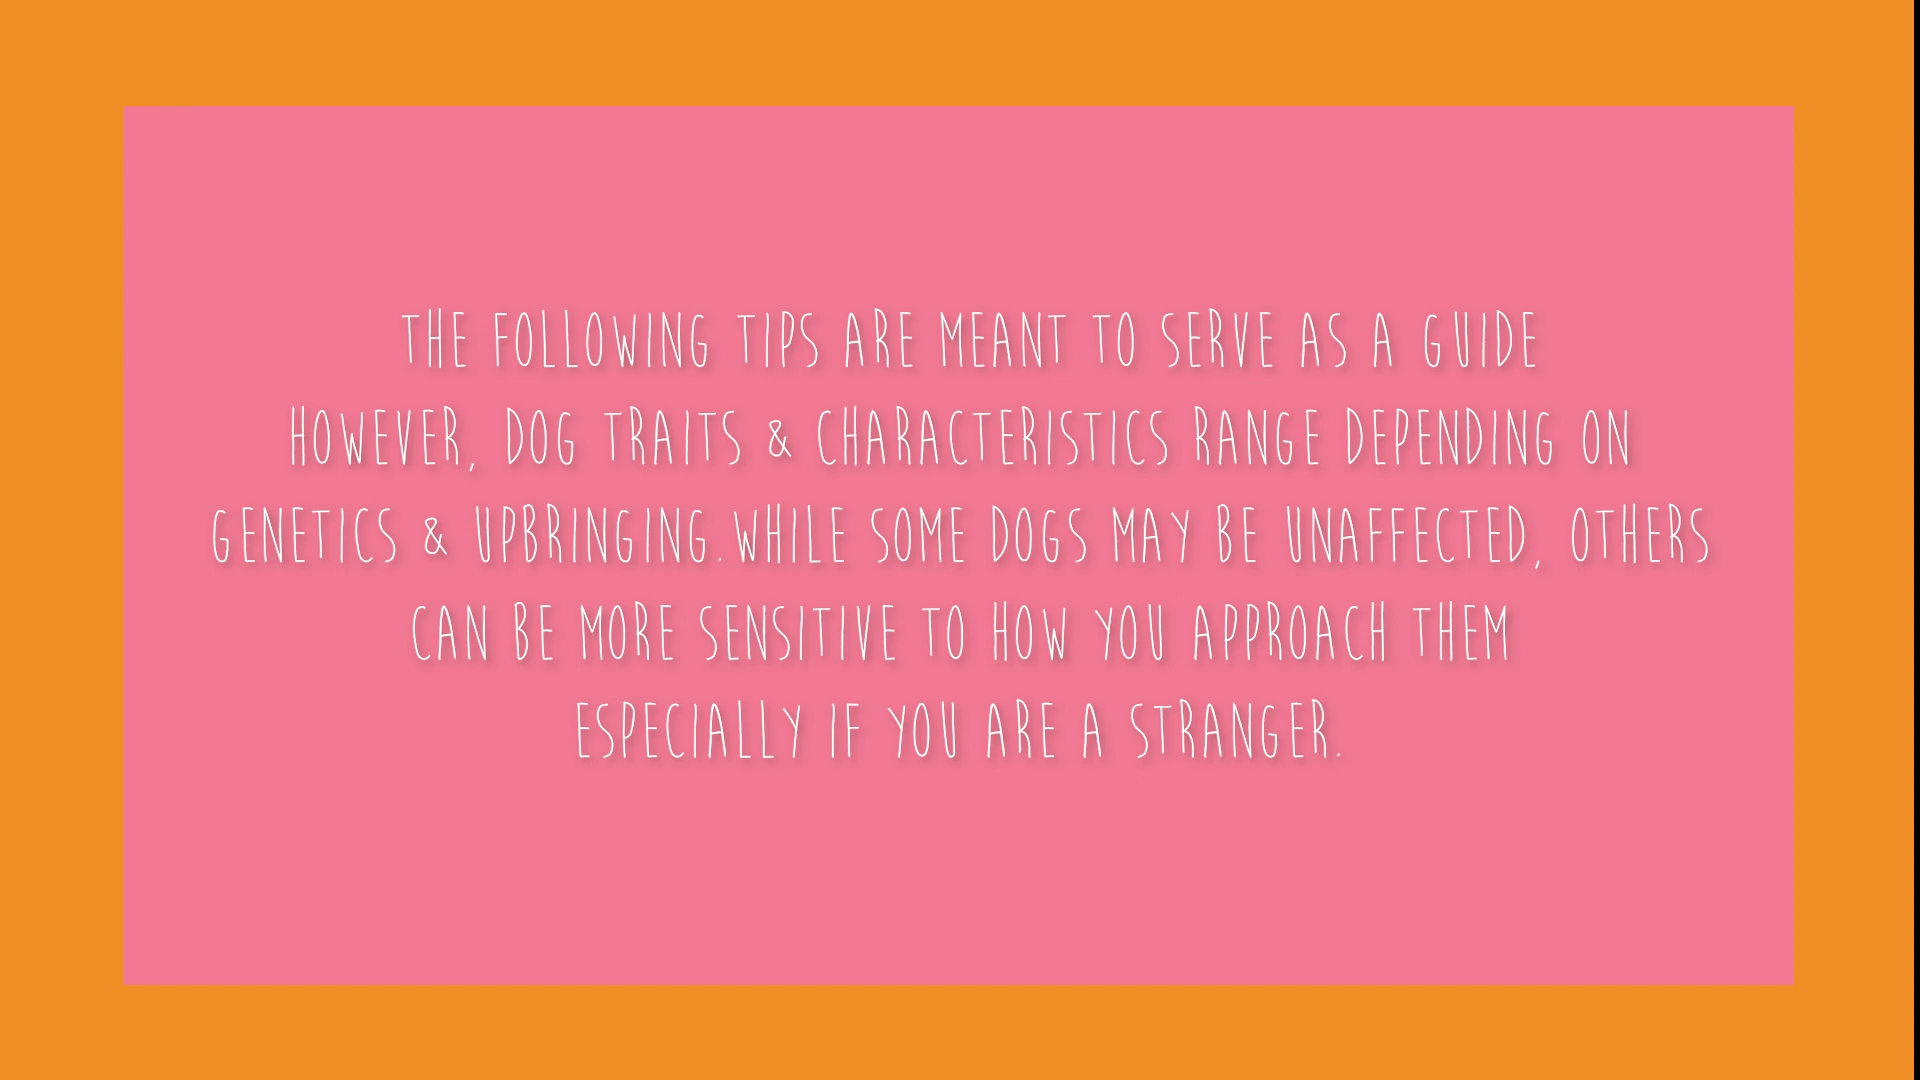 THE FOLLOWING TIPS ARE MEANT TO SERVE AS A GUIDE
HOWEVER, DOG TRAITS & CHARACTERISTICS RANGE DEPENDING ON
GENETICS & UPBRINGING.WHILE SOME DOGS MAY BE UNAFFECTED, OTHERS
CAN BE MORE SENSITIVE TO HOW YOU APPROACH THEM
ESPECIALLY IF YOU ARE A STRANGER.